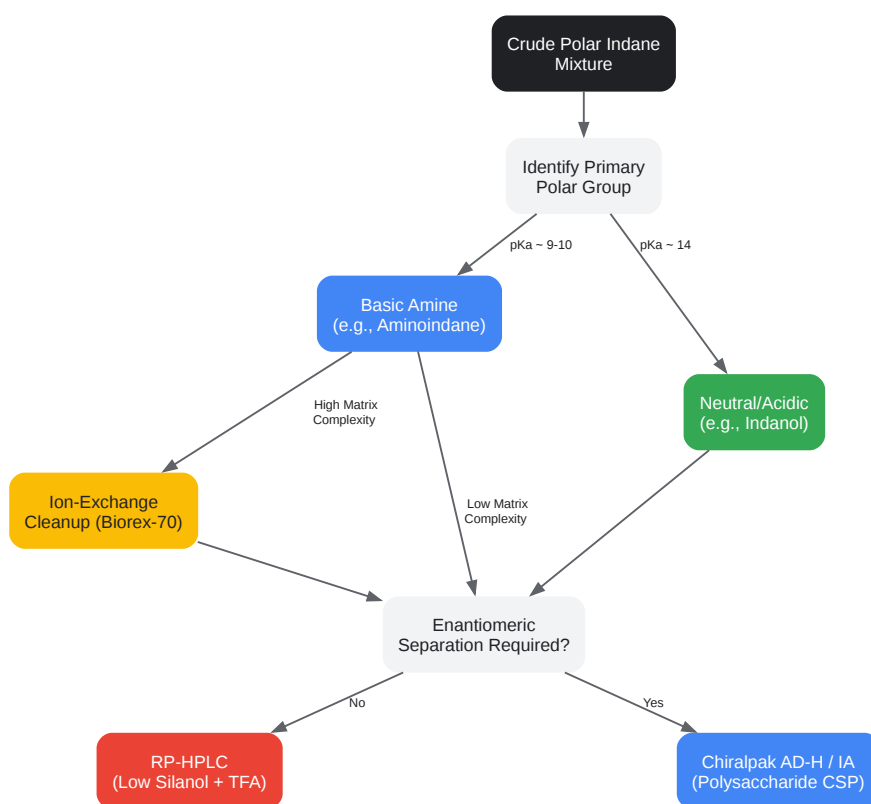 Crude Polar Indane
Mixture
Identify Primary
Polar Group
pKa ~ 9-10
pKa ~ 14
Basic Amine
(e.g., Aminoindane)
High Matrix
Complexity
Neutral/Acidic
(e.g., Indanol)
Ion-Exchange
Cleanup (Biorex-70)
Low Matrix
Complexity
Enantiomeric
Separation Required?
No
Yes
RP-HPLC
(Low Silanol + TFA)
Chiralpak AD-H / IA
(Polysaccharide CSP)